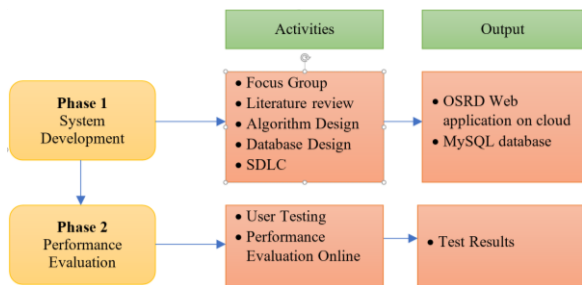 Activities
Output
Phase 1
System
Development
● Focus Group
● Literature review
● Algorithm Design
● Database Design
● SDLC
● OSRD Web
application on cloud
● MySQL database
Phase 2
Performance
Evaluation
● User Testing
● Performance
Evaluation Online
● Test Results